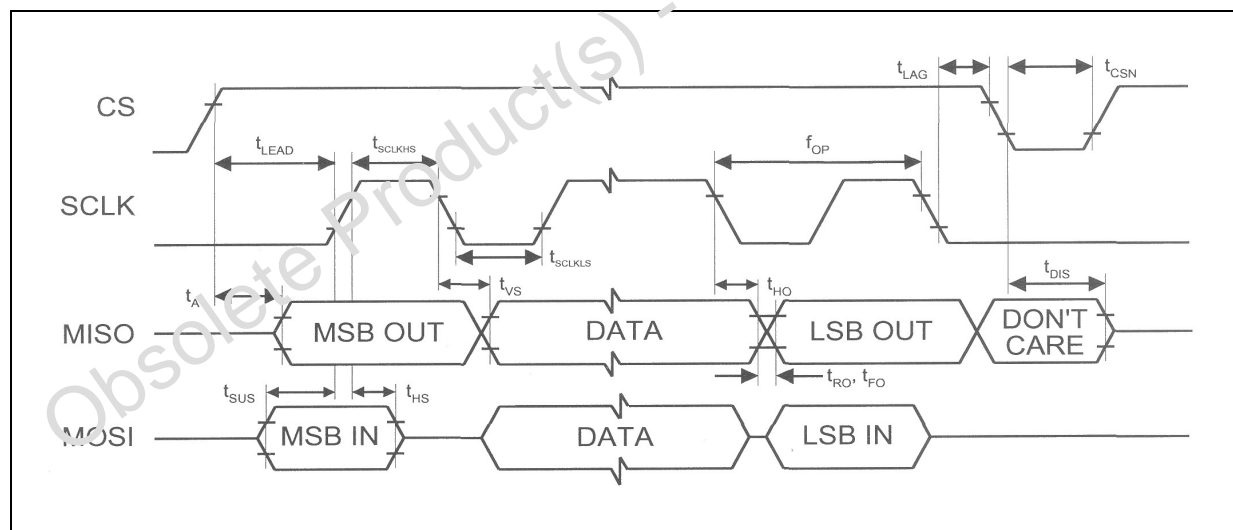 Obsolete Product(s) -
t_LAG t_CSN
CS
t_LEAD t_SCLKHS f_OP
SCLK
t_SCLKLS
t_A t_VS t_HO t_DIS
MISO MSB OUT DATA LSB OUT DON'T CARE
t_SUS t_HS t_RO, t_FO
MOSI MSB IN DATA LSB IN